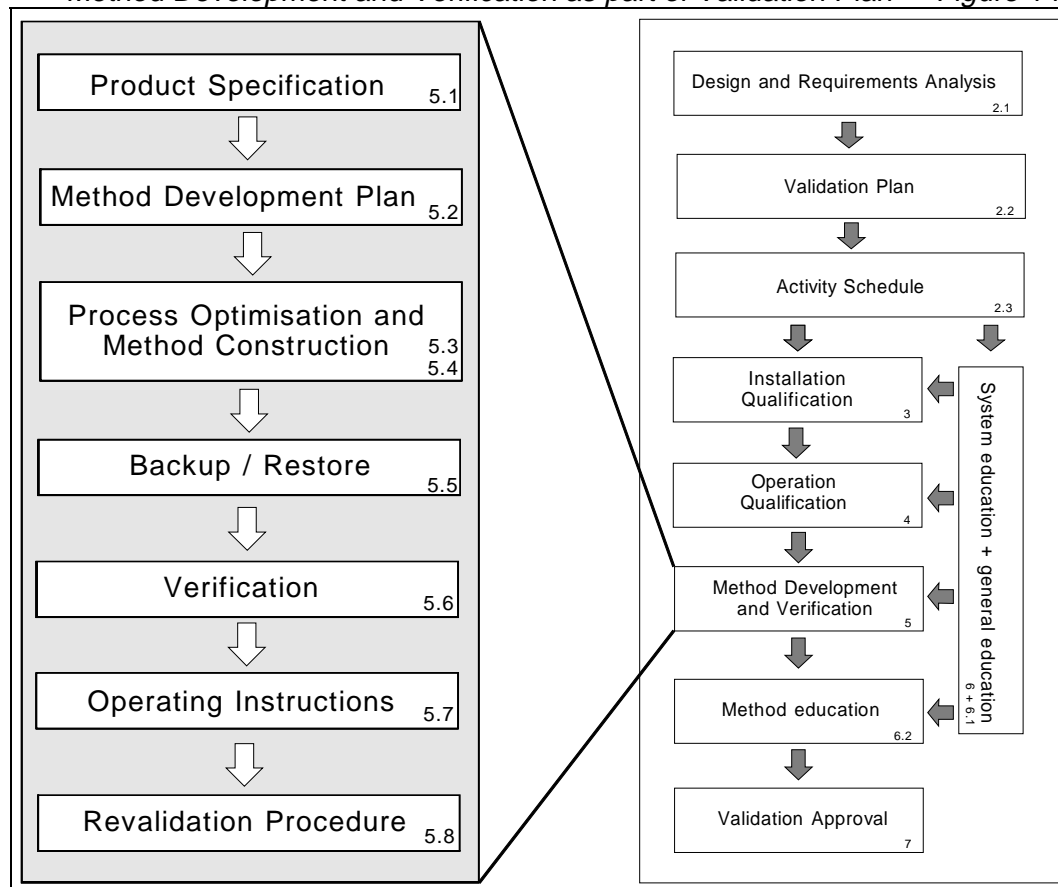 Method Development and Verification as part of Validation Plan
Product Specification
5.1
Method Development Plan
5.2
Process Optimisation and
Method Construction
5.3
5.4
Backup / Restore
5.5
Verification
5.6
Operating Instructions
5.7
Revalidation Procedure
5.8
Design and Requirements Analysis
2.1
Validation Plan
2.2
Activity Schedule
2.3
Installation
Qualification
3
Operation
Qualification
4
Method Development
and Verification
5
Method education
6.2
Validation Approval
7
System education + general education
6 + 6.1